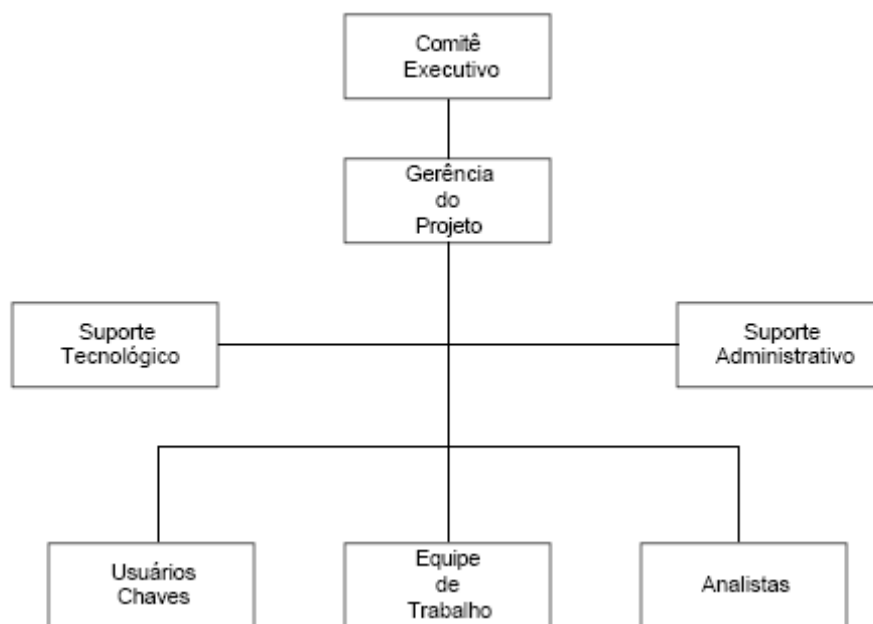 Comitê
Executivo
Gerência
do
Projeto
Suporte
Tecnológico
Suporte
Administrativo
Usuários
Chaves
Equipe
de
Trabalho
Analistas